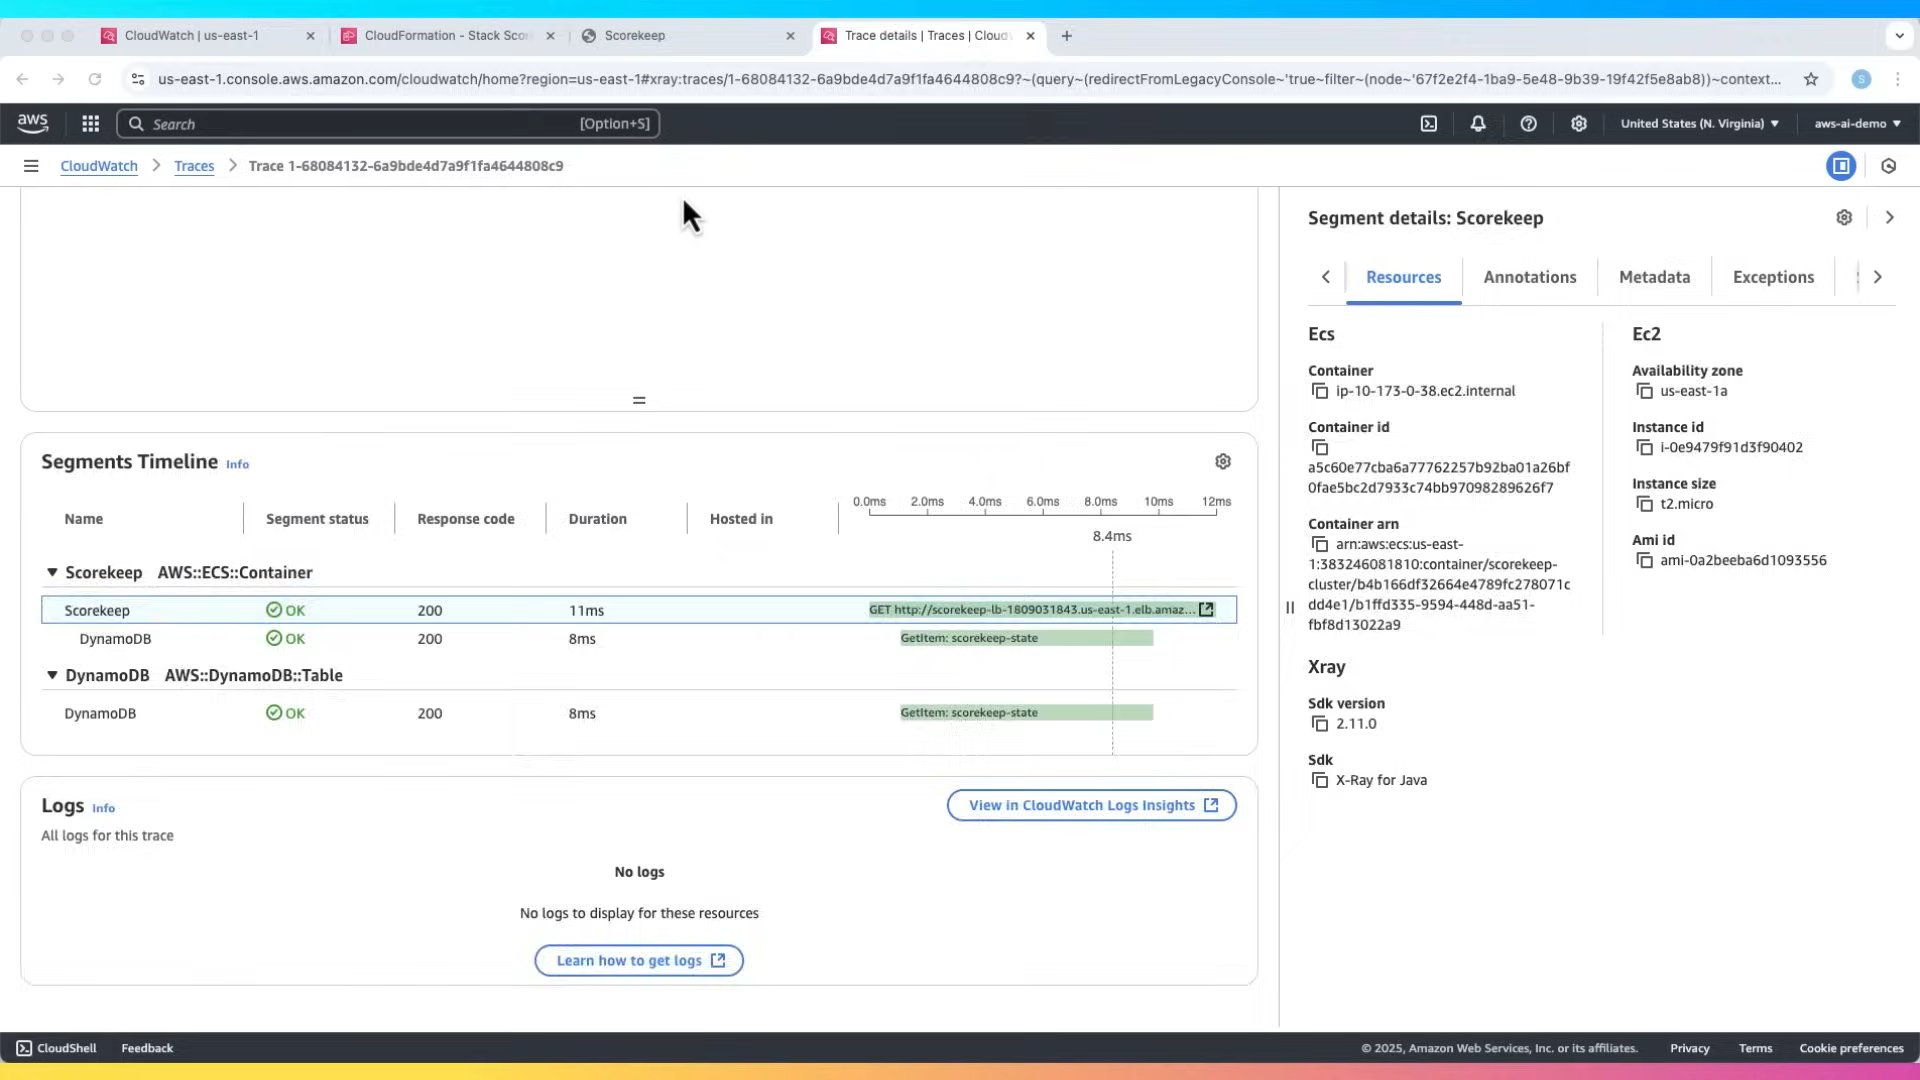 CloudWatch | us-east-1
CloudFormation - Stack Scor
Scorekeep
Trace details | Traces | Cloud
us-east-1.console.aws.amazon.com/cloudwatch/home?region=us-east-1#xray:traces/1-68084132-6a9bde4d7a9f1fa4644808c9?~(query~(redirectFromLegacyConsole~'true~filter~(node~'67f2e2f4-1ba9-5e48-9b39-19f42f5e8ab8))~context...
S
aws
Search
[Option+S]
United States (N. Virginia)
aws-ai-demo
CloudWatch
Traces
Trace 1-68084132-6a9bde4d7a9f1fa4644808c9
Segments Timeline Info
Name
Segment status
Response code
Duration
Hosted in
0.0ms 2.0ms 4.0ms 6.0ms 8.0ms 10ms 12ms
8.4ms
Scorekeep AWS::ECS::Container
Scorekeep OK 200 11ms GET http://scorekeep-lb-1809031843.us-east-1.elb.amaz...
DynamoDB OK 200 8ms GetItem: scorekeep-state
DynamoDB AWS::DynamoDB::Table
DynamoDB OK 200 8ms GetItem: scorekeep-state
Logs Info
All logs for this trace
View in CloudWatch Logs Insights
No logs
No logs to display for these resources
Learn how to get logs
Segment details: Scorekeep
Resources
Annotations
Metadata
Exceptions
Ecs
Container
ip-10-173-0-38.ec2.internal
Container id
a5c60e77cba6a77762257b92ba01a26bf
0fae5bc2d7933c74bb97098289626f7
Container arn
arn:aws:ecs:us-east-
1:383246081810:container/scorekeep-
cluster/b4b166df32664e4789fc278071c
dd4e1/b1ffd335-9594-448d-aa51-
fbf8d13022a9
Ec2
Availability zone
us-east-1a
Instance id
i-0e9479f91d3f90402
Instance size
t2.micro
Ami id
ami-0a2beeba6d1093556
Xray
Sdk version
2.11.0
Sdk
X-Ray for Java
CloudShell
Feedback
© 2025, Amazon Web Services, Inc. or its affiliates.
Privacy
Terms
Cookie preferences